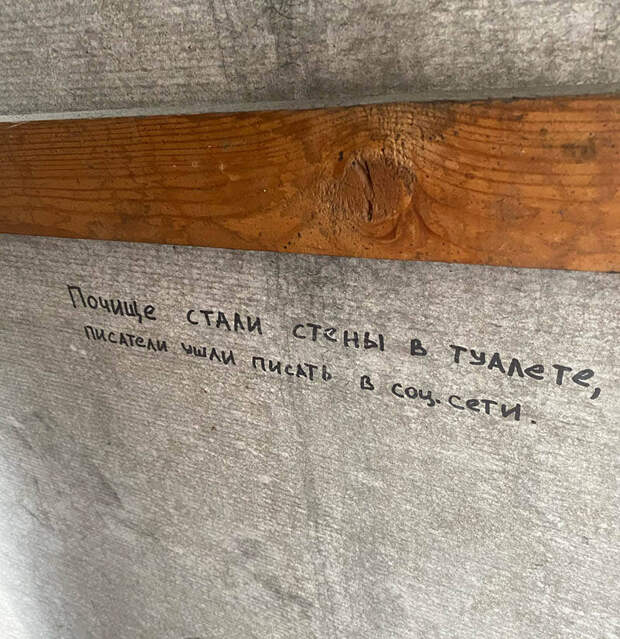 Почище стали стены в туалете,
писатели ушли писать в соц.сети.